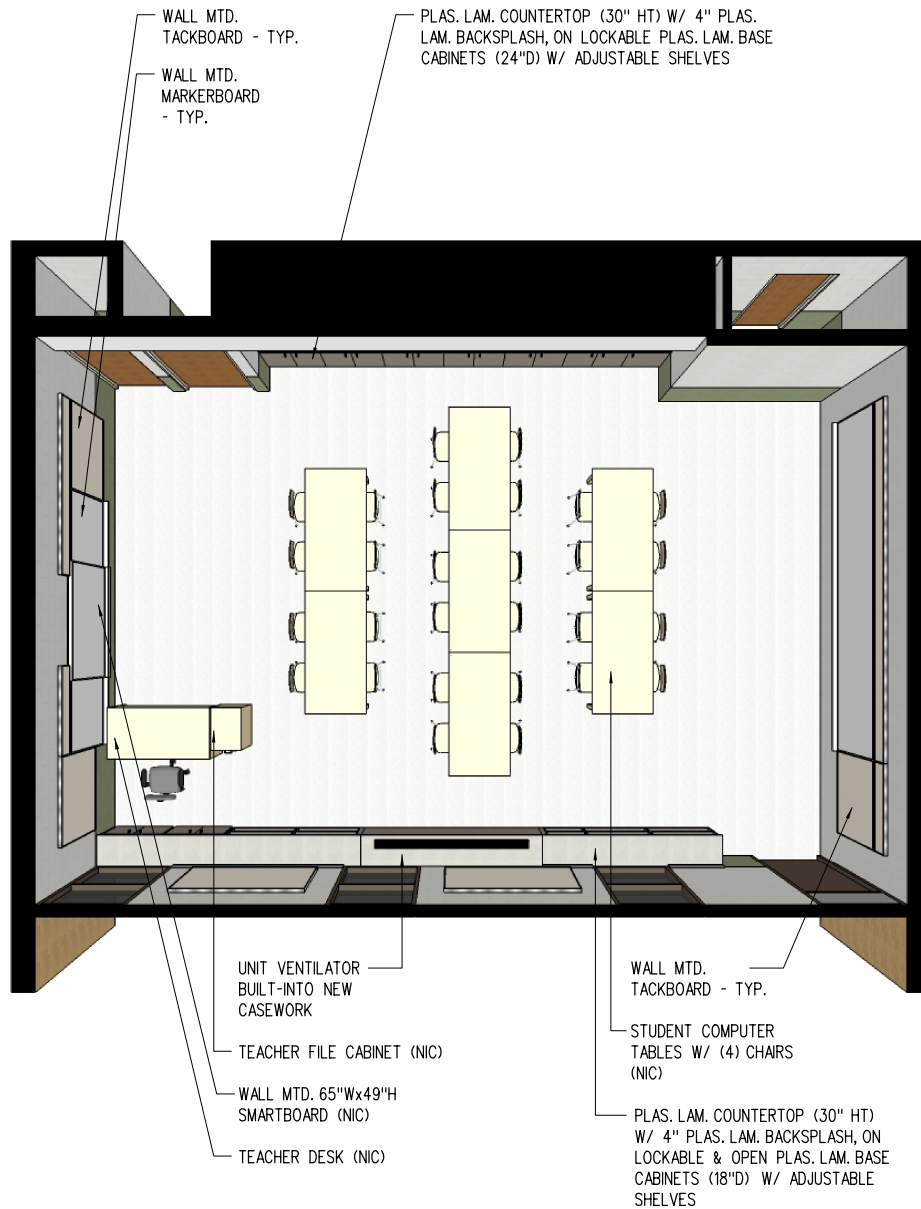 WALL MTD.
TACKBOARD - TYP.
WALL MTD.
MARKERBOARD
- TYP.
PLAS. LAM. COUNTERTOP (30" HT) W/ 4" PLAS.
LAM. BACKSPLASH, ON LOCKABLE PLAS. LAM. BASE
CABINETS (24"D) W/ ADJUSTABLE SHELVES
UNIT VENTILATOR
BUILT-INTO NEW
CASEWORK
TEACHER FILE CABINET (NIC)
WALL MTD. 65"Wx49"H
SMARTBOARD (NIC)
TEACHER DESK (NIC)
WALL MTD.
TACKBOARD - TYP.
STUDENT COMPUTER
TABLES W/ (4) CHAIRS
(NIC)
PLAS. LAM. COUNTERTOP (30" HT)
W/ 4" PLAS. LAM. BACKSPLASH, ON
LOCKABLE & OPEN PLAS. LAM. BASE
CABINETS (18"D) W/ ADJUSTABLE
SHELVES